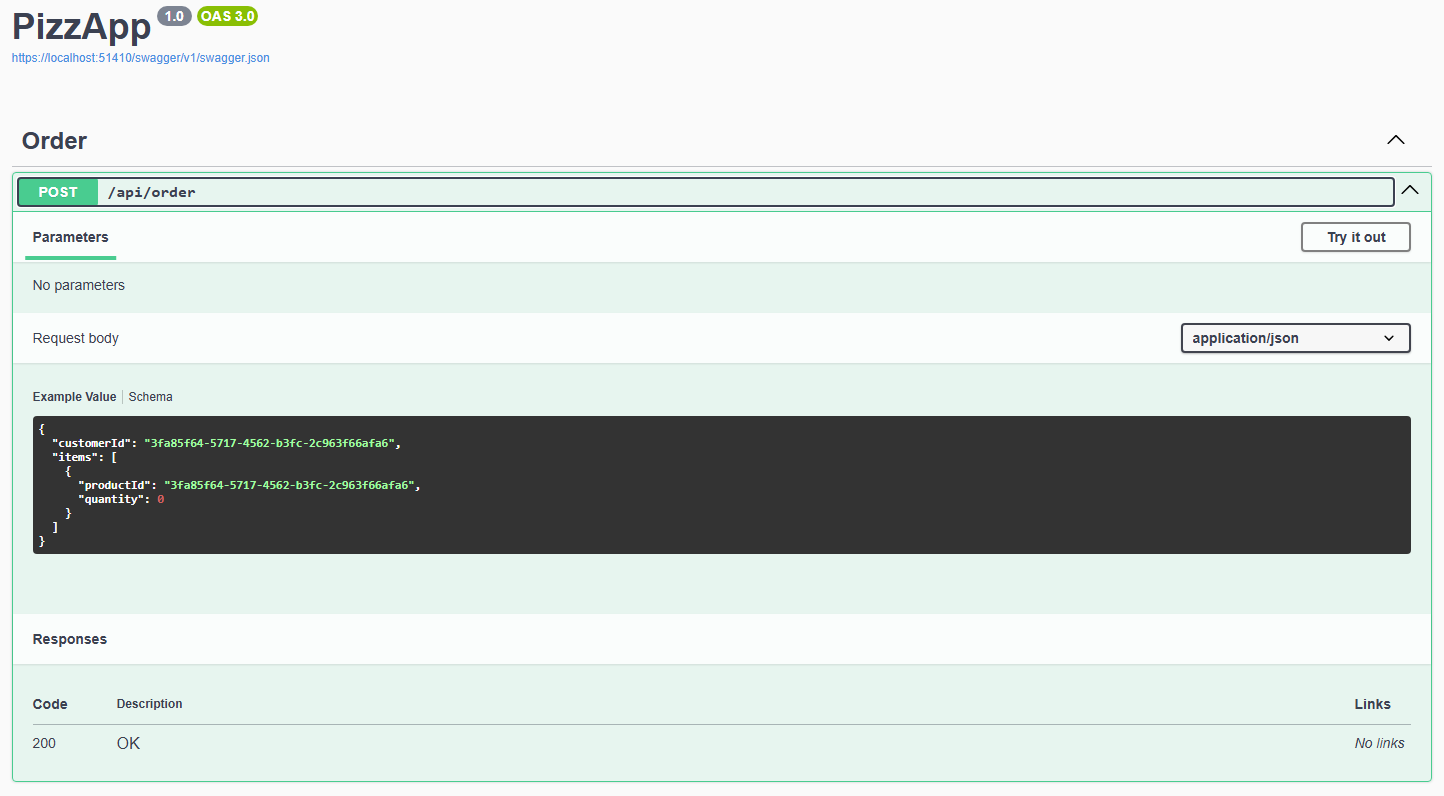 PizzApp 1.0 OAS 3.0
https://localhost:51410/swagger/v1/swagger.json
Order
POST /api/order
Parameters Try it out
No parameters
Request body application/json
Example Value Schema
{
  "customerId": "3fa85f64-5717-4562-b3fc-2c963f66afa6",
  "items": [
    {
      "productId": "3fa85f64-5717-4562-b3fc-2c963f66afa6",
      "quantity": 0
    }
  ]
}
Responses
Code Description Links
200 OK No links